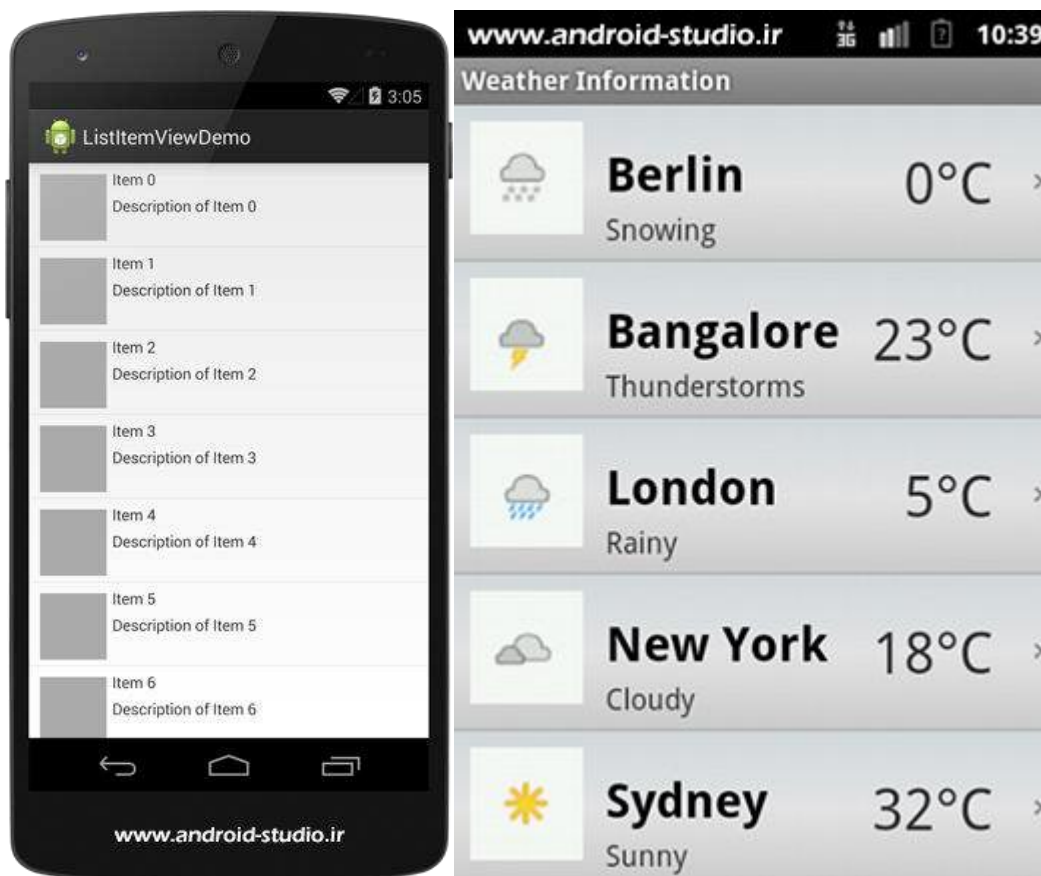 3:05
ListItemViewDemo
Item 0
Description of Item 0
Item 1
Description of Item 1
Item 2
Description of Item 2
Item 3
Description of Item 3
Item 4
Description of Item 4
Item 5
Description of Item 5
Item 6
Description of Item 6
www.android-studio.ir
www.android-studio.ir 3G 10:39
Weather Information
Berlin 0°C
Snowing
Bangalore 23°C
Thunderstorms
London 5°C
Rainy
New York 18°C
Cloudy
Sydney 32°C
Sunny